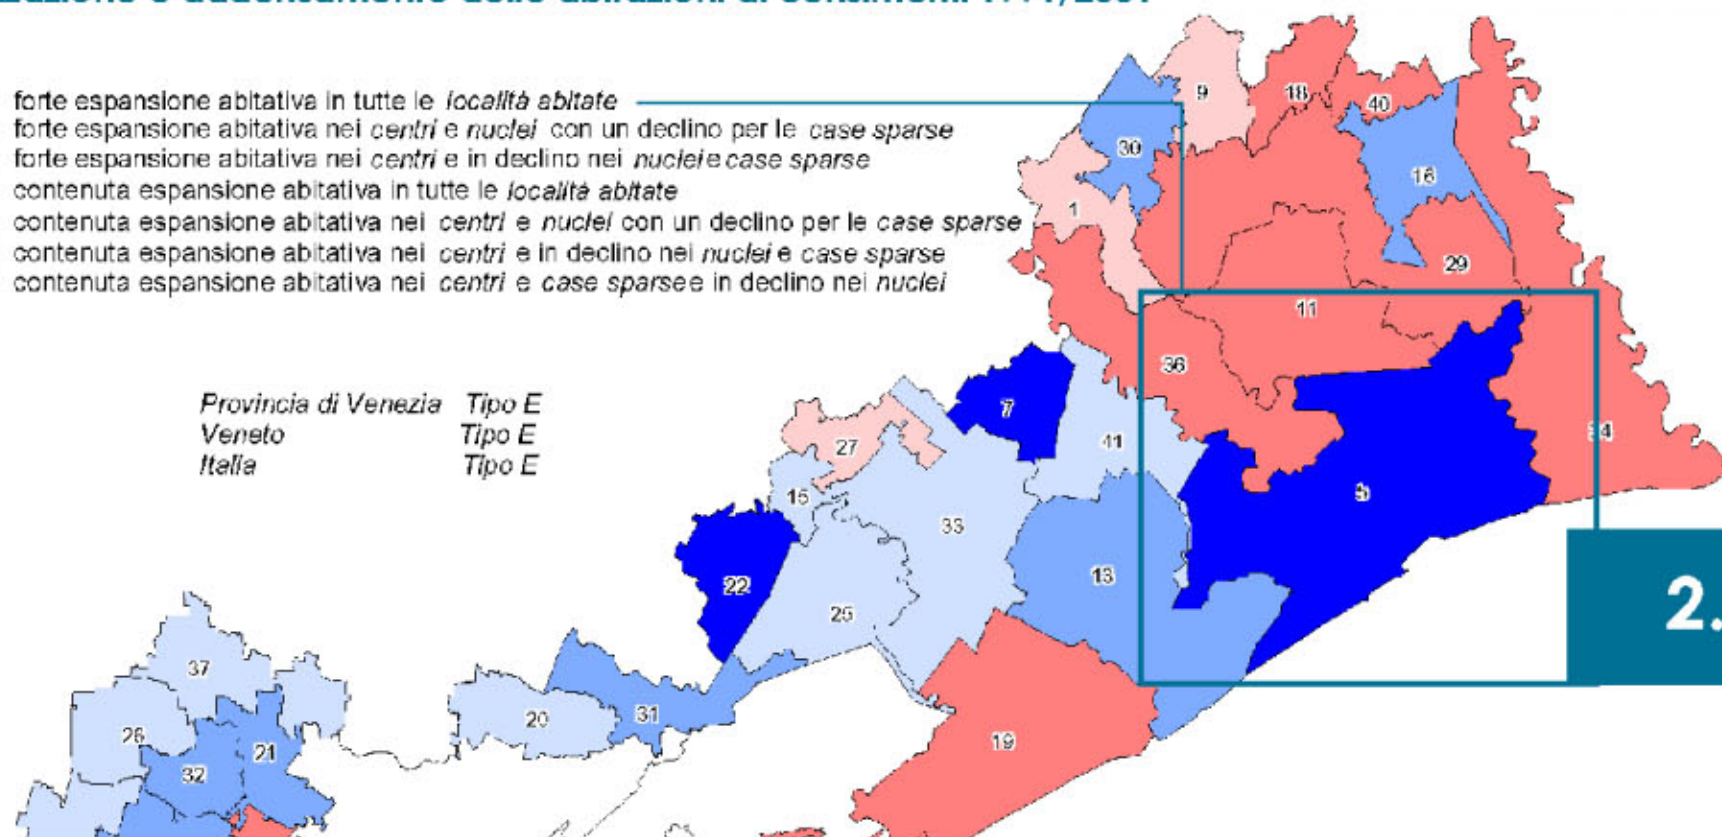 forte espansione abitativa in tutte le località abitate
forte espansione abitativa nei centri e nuclei con un declino per le case sparse
forte espansione abitativa nei centri e in declino nei nuclei e case sparse
contenuta espansione abitativa in tutte le località abitate
contenuta espansione abitativa nei centri e nuclei con un declino per le case sparse
contenuta espansione abitativa nei centri e in declino nei nuclei e case sparse
contenuta espansione abitativa nei centri e case sparse e in declino nei nuclei
Provincia di Venezia Tipo E
Veneto Tipo E
Italia Tipo E
9
18
40
30
16
1
29
11
36
7
41
34
27
15
5
33
22
13
25
37
20
31
19
26
21
32
2.